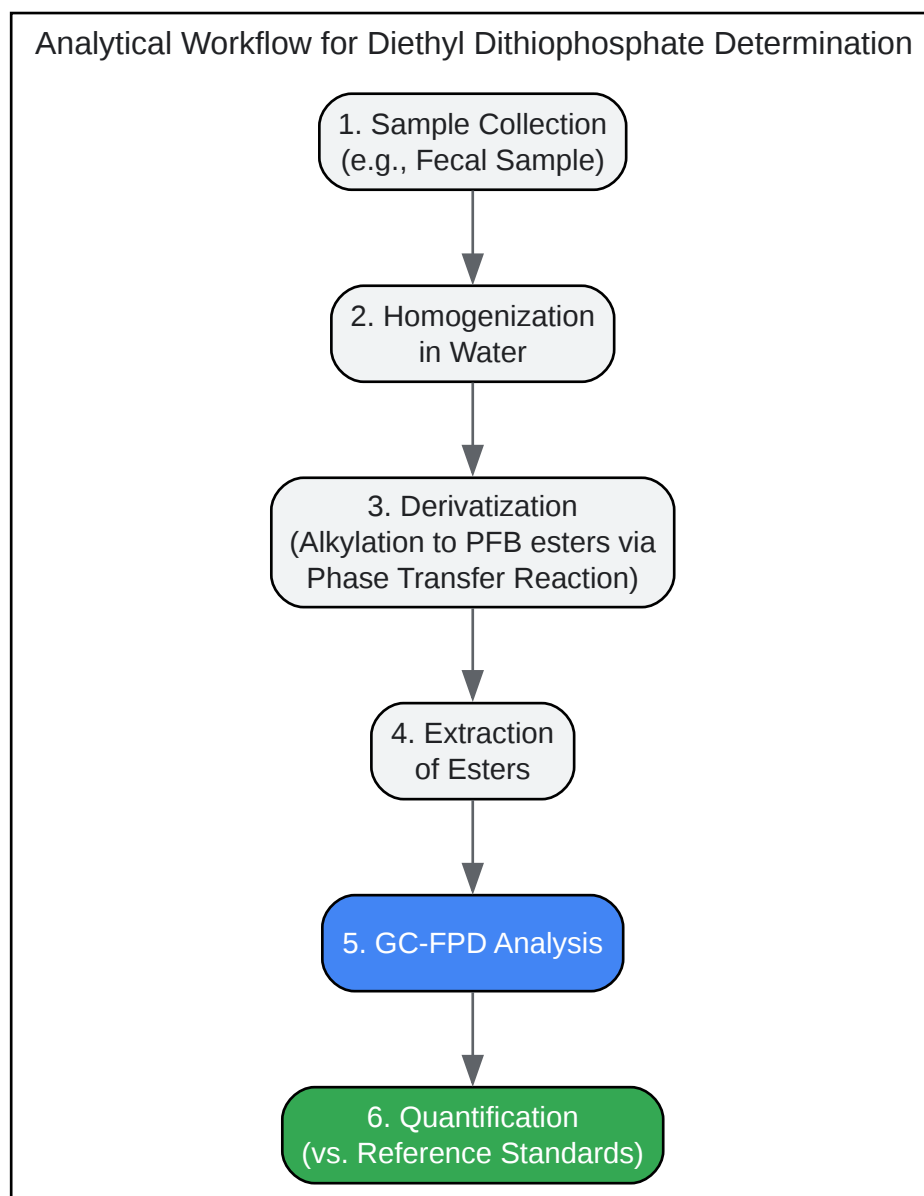 Analytical Workflow for Diethyl Dithiophosphate Determination
1. Sample Collection
(e.g., Fecal Sample)
2. Homogenization
in Water
3. Derivatization
(Alkylation to PFB esters via
Phase Transfer Reaction)
4. Extraction
of Esters
5. GC-FPD Analysis
6. Quantification
(vs. Reference Standards)